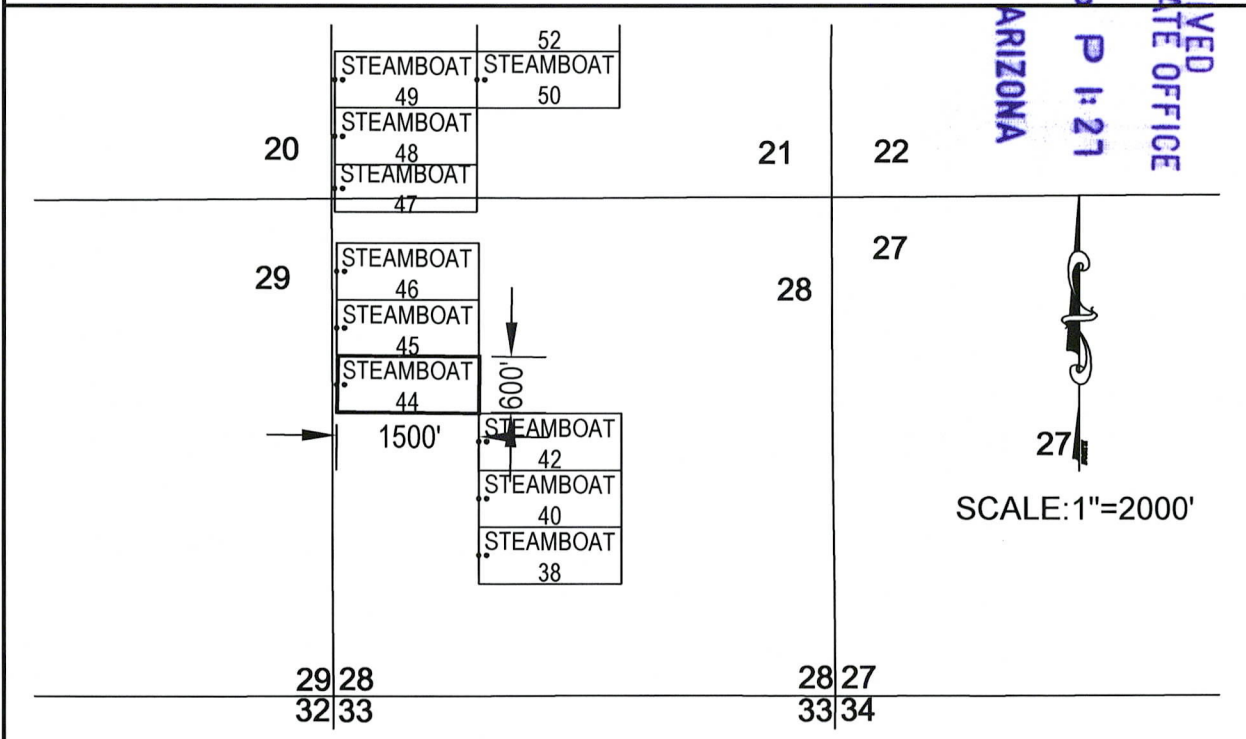 52
STEAMBOAT
49
STEAMBOAT
50
STEAMBOAT
48
STEAMBOAT
47
20
21
22
IVED
ATE OFFICE
P 1:27
ARIZONA
29
STEAMBOAT
46
STEAMBOAT
45
STEAMBOAT
44
600'
1500'
STEAMBOAT
42
STEAMBOAT
40
STEAMBOAT
38
28
27
27
SCALE:1"=2000'
29 28
32 33
28 27
33 34